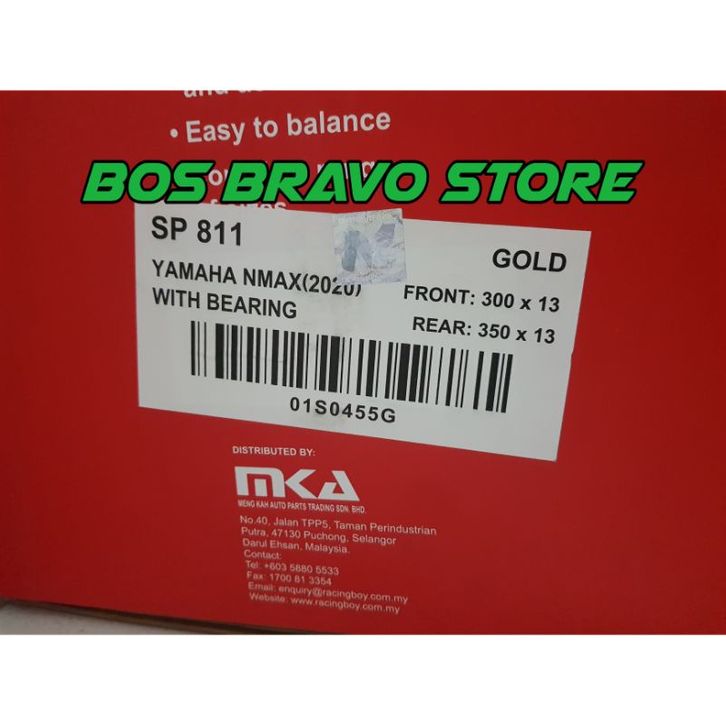 • Easy to balance
BOS BRAVO STORE
SP 811
GOLD
YAMAHA NMAX(2020)
WITH BEARING
FRONT: 300 x 13
REAR: 350 x 13
01S0455G
DISTRIBUTED BY:
MKA
MENG KAH AUTO PARTS TRADING SDN. BHD.
No.40, Jalan TPP5, Taman Perindustrian
Putra, 47130 Puchong, Selangor
Darul Ehsan, Malaysia.
Contact:
Tel: +603 5880 5533
Fax: 1700 81 3354
Email: enquiry@racingboy.com.my
Website: www.racingboy.com.my